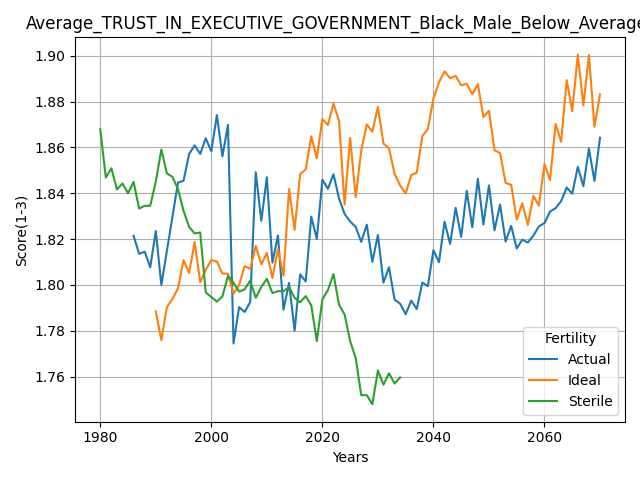 Average_TRUST_IN_EXECUTIVE_GOVERNMENT_Black_Male_Below_Average
1.90
1.88
1.86
1.84
1.82
1.80
1.78
1.76
Score(1-3)
1980 2000 2020 2040 2060
Years
Fertility
Actual
Ideal
Sterile